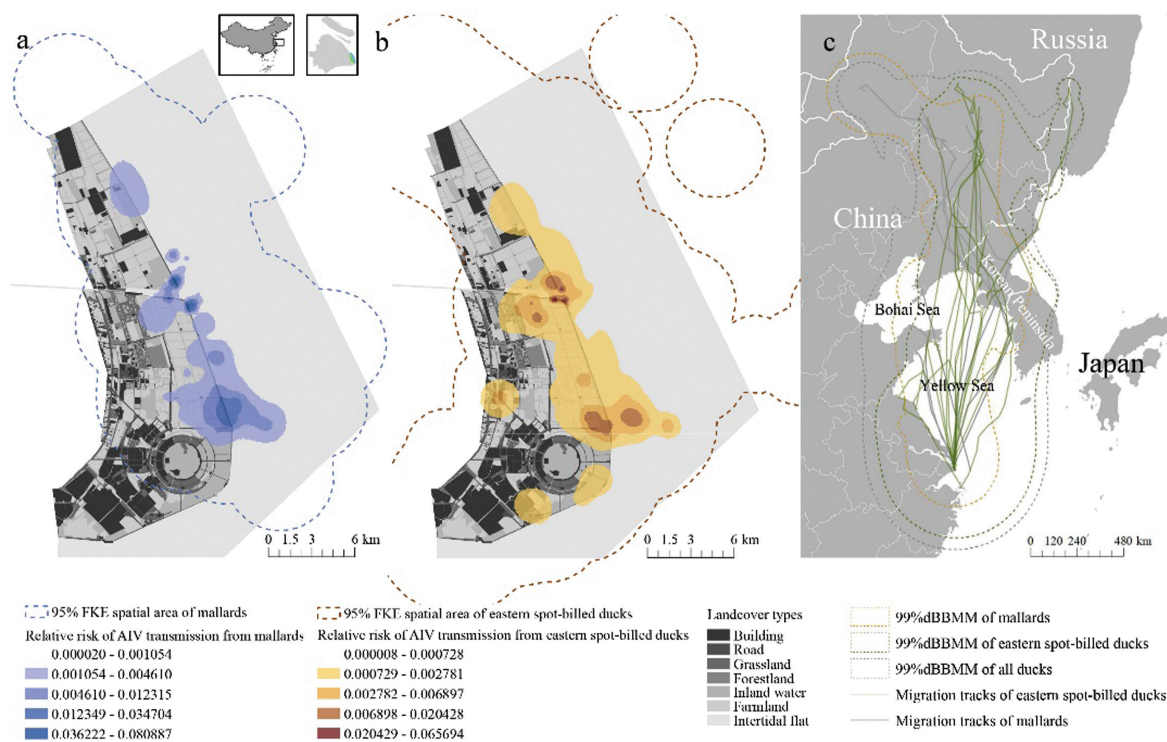 a
b
c
Russia
China
Korean Peninsula
Bohai Sea
Yellow Sea
Japan
0 1.5 3 6 km
0 1.5 3 6 km
0 120 240 480 km
95% FKE spatial area of mallards
Relative risk of AIV transmission from mallards
0.000020 - 0.001054
0.001054 - 0.004610
0.004610 - 0.012315
0.012349 - 0.034704
0.036222 - 0.080887
95% FKE spatial area of eastern spot-billed ducks
Relative risk of AIV transmission from eastern spot-billed ducks
0.000008 - 0.000728
0.000729 - 0.002781
0.002782 - 0.006897
0.006898 - 0.020428
0.020429 - 0.065694
Landcover types
Building
Road
Grassland
Forestland
Inland water
Farmland
Intertidal flat
99%dBBMM of mallards
99%dBBMM of eastern spot-billed ducks
99%dBBMM of all ducks
Migration tracks of eastern spot-billed ducks
Migration tracks of mallards